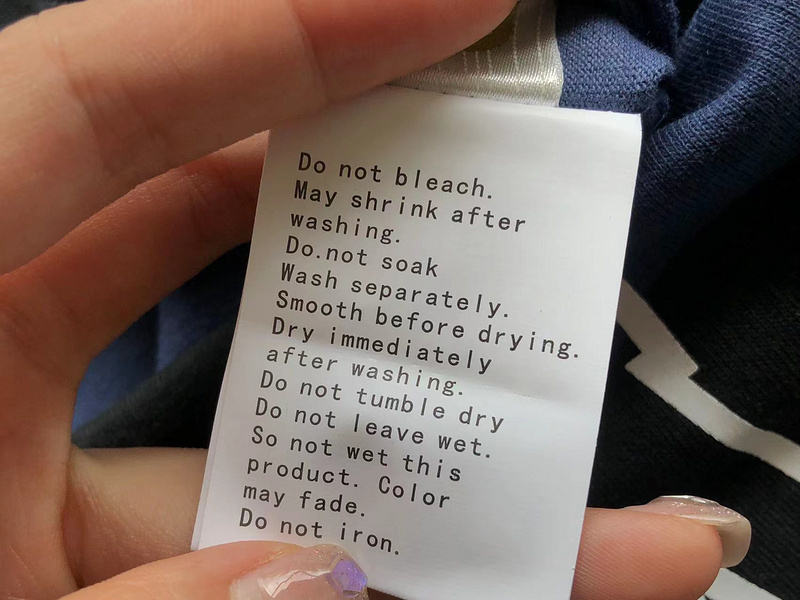 Do not bleach.
May shrink after
washing.
Do.not soak
Wash separately.
Smooth before drying.
Dry immediately
after washing.
Do not tumble dry
Do not leave wet.
So not wet this
product. Color
may fade.
Do not iron.